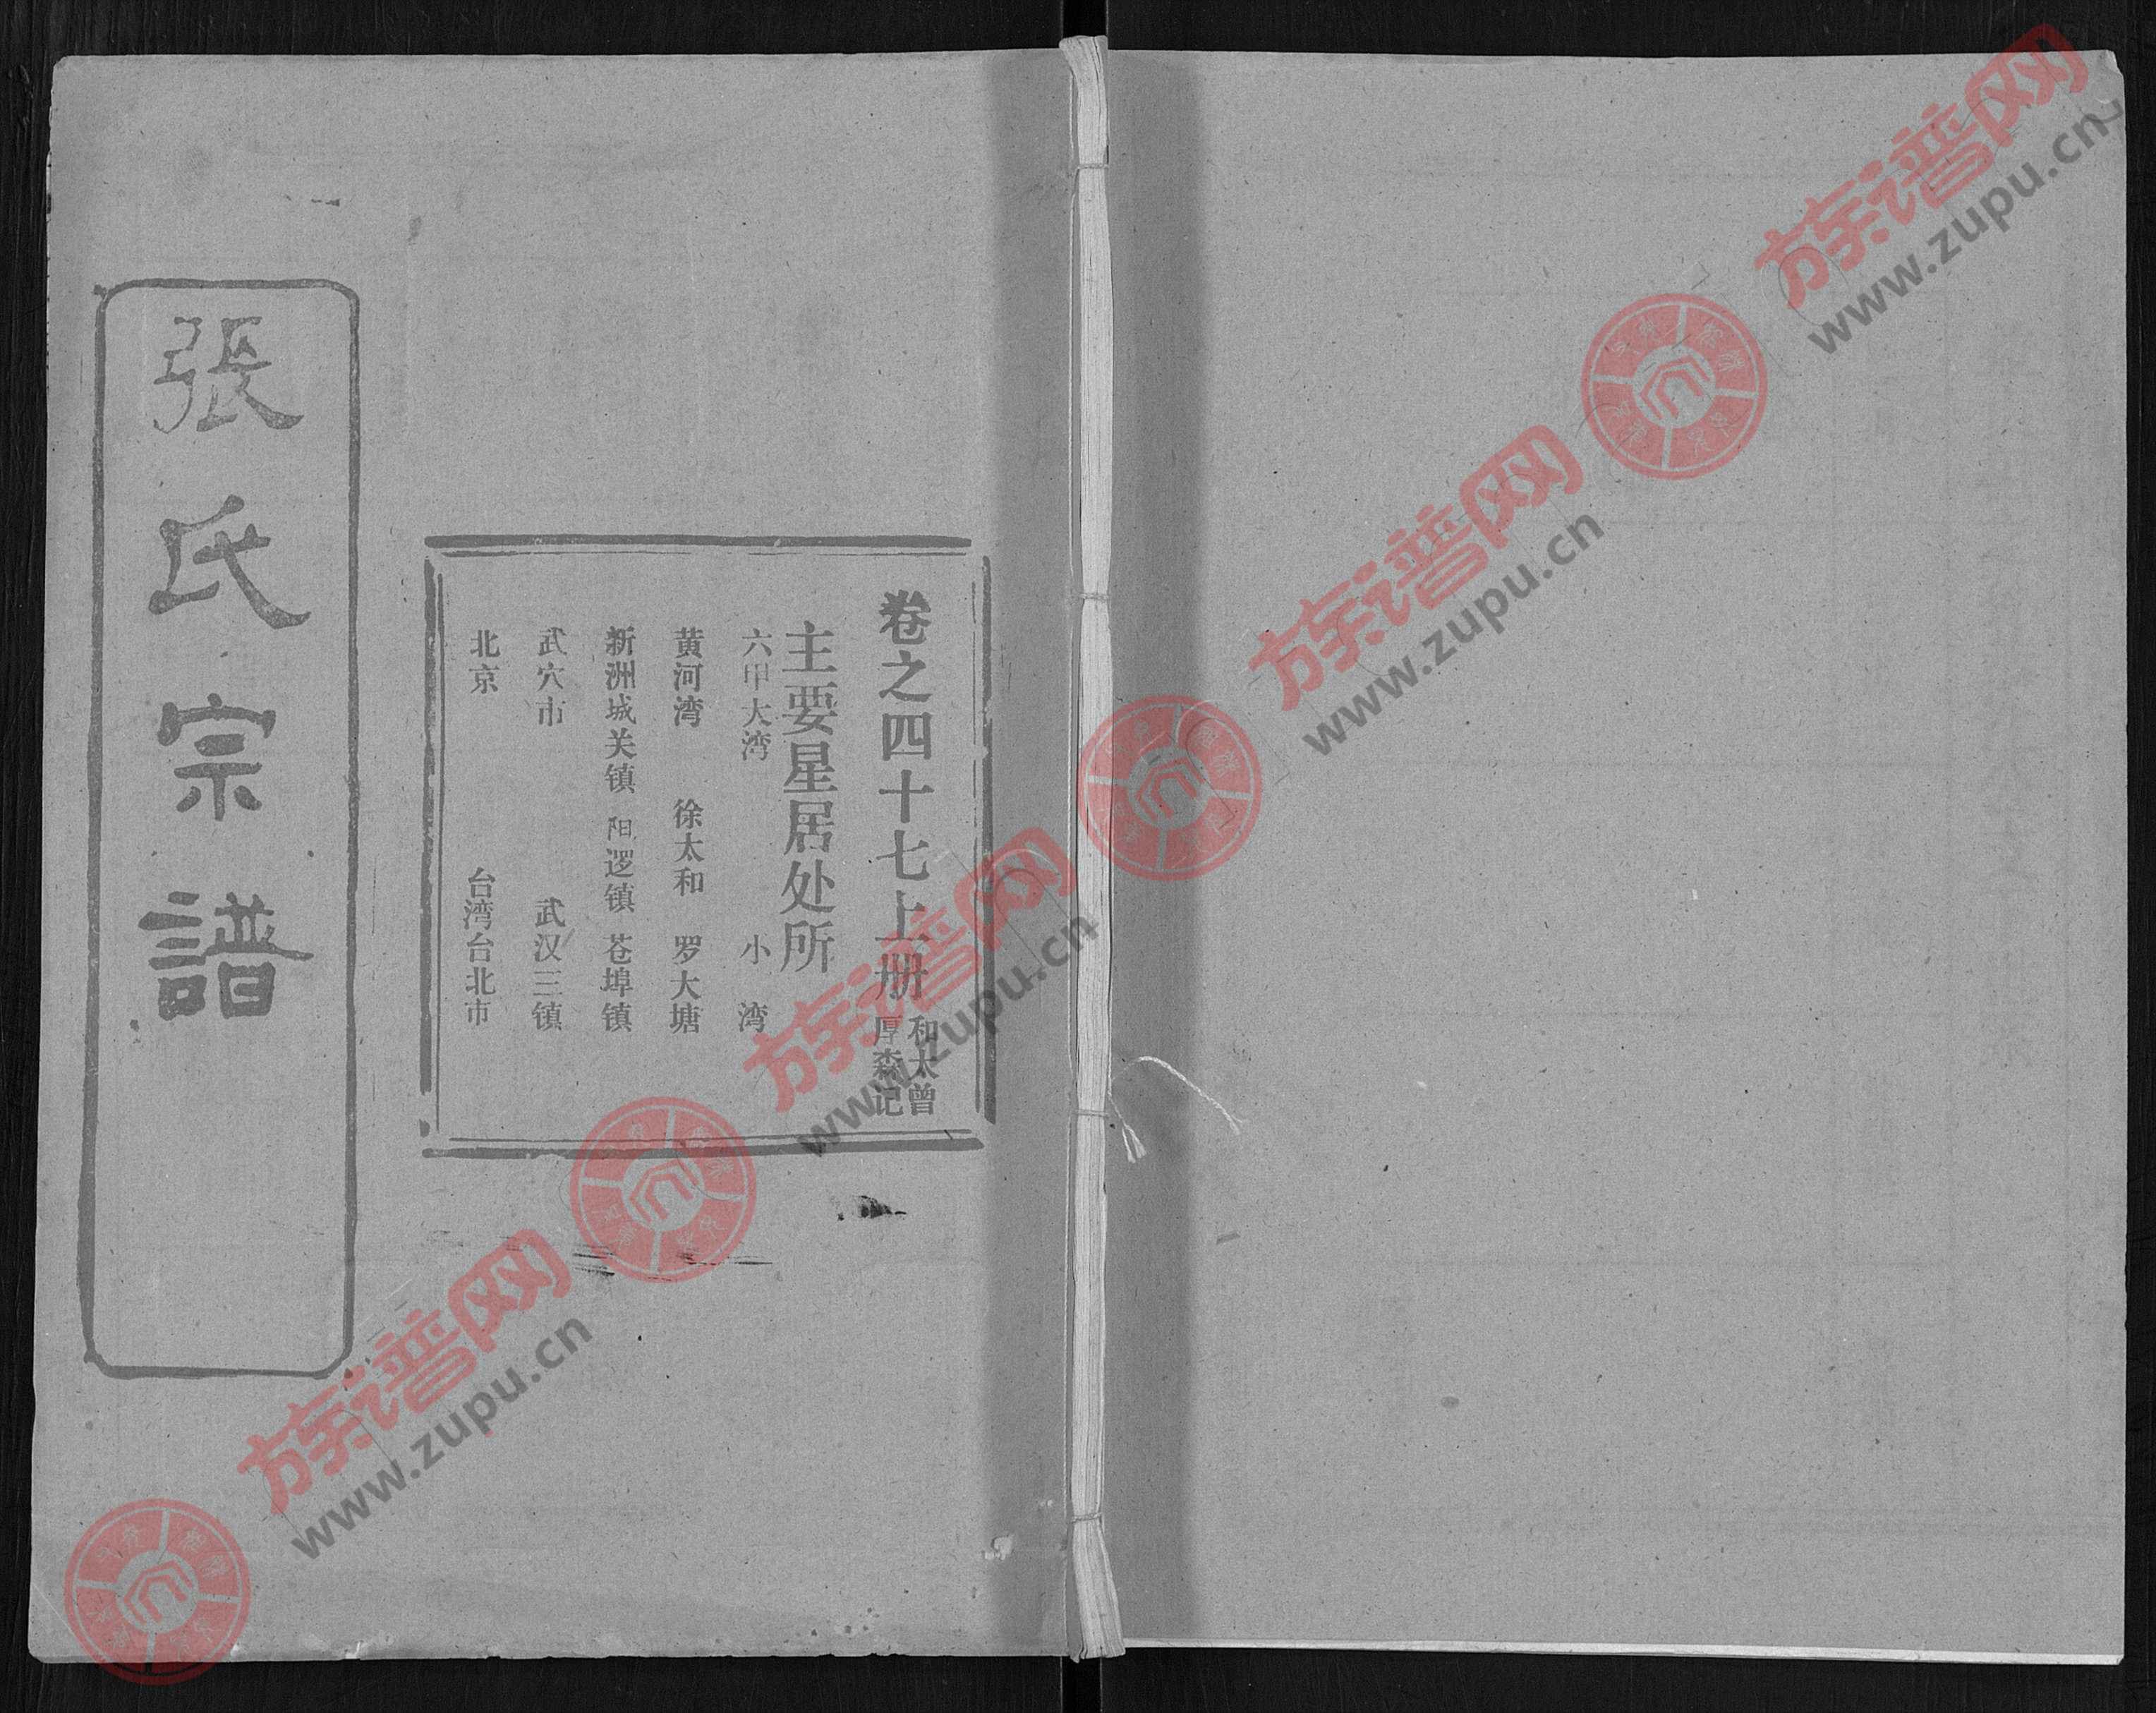 張氏宗譜
卷之四十七上册 和太曾 厚森记
主要星居处所
六甲大湾 小湾
黄河湾 徐太和 罗大塘
新洲城关镇 阳逻镇 苍埠镇
武穴市 武汉三镇
北京 台湾台北市
族谱网
www.zupu.cn
族谱网
www.zupu.cn
族谱网
www.zupu.cn
族谱网
www.zupu.cn